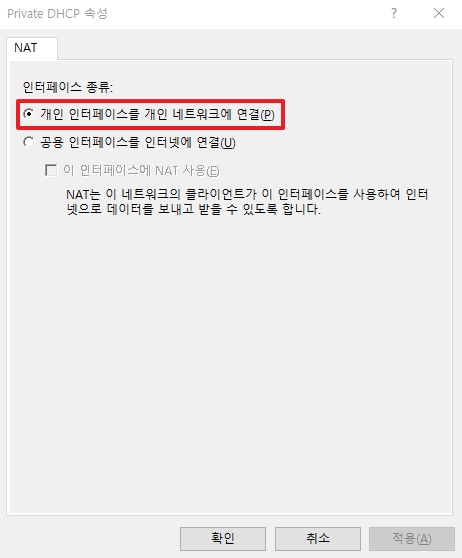 Private DHCP 속성
NAT
인터페이스 종류:
개인 인터페이스를 개인 네트워크에 연결(P)
공용 인터페이스를 인터넷에 연결(U)
이 인터페이스에 NAT 사용(E)
NAT는 이 네트워크의 클라이언트가 이 인터페이스를 사용하여 인터
넷으로 데이터를 보내고 받을 수 있도록 합니다.
확인 취소 적용(A)